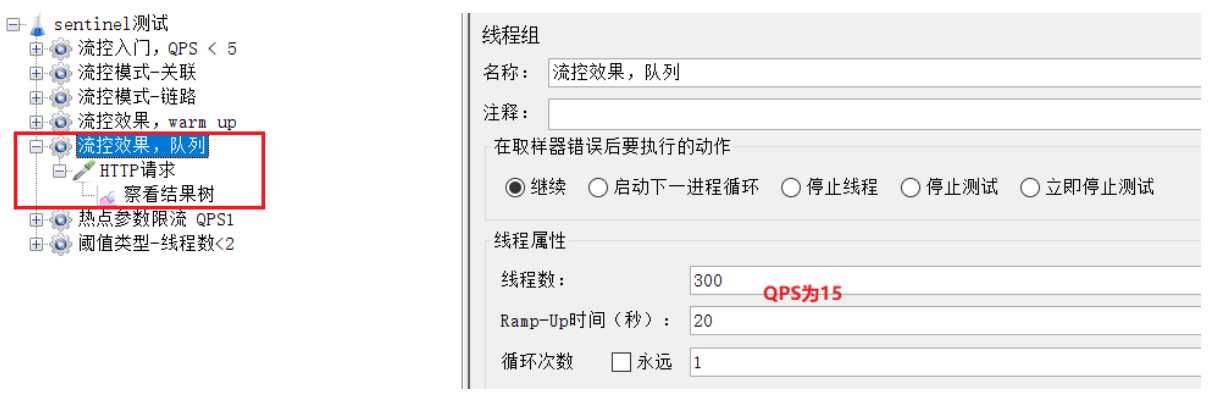 sentinel测试
流控入门，QPS < 5
流控模式-关联
流控模式-链路
流控效果，warm up
流控效果，队列
HTTP请求
察看结果树
热点参数限流 QPS1
阈值类型-线程数<2
线程组
名称： 流控效果，队列
注释：
在取样器错误后要执行的动作
继续 启动下一进程循环 停止线程 停止测试 立即停止测试
线程属性
线程数： 300
QPS为15
Ramp-Up时间（秒）： 20
循环次数 永远 1